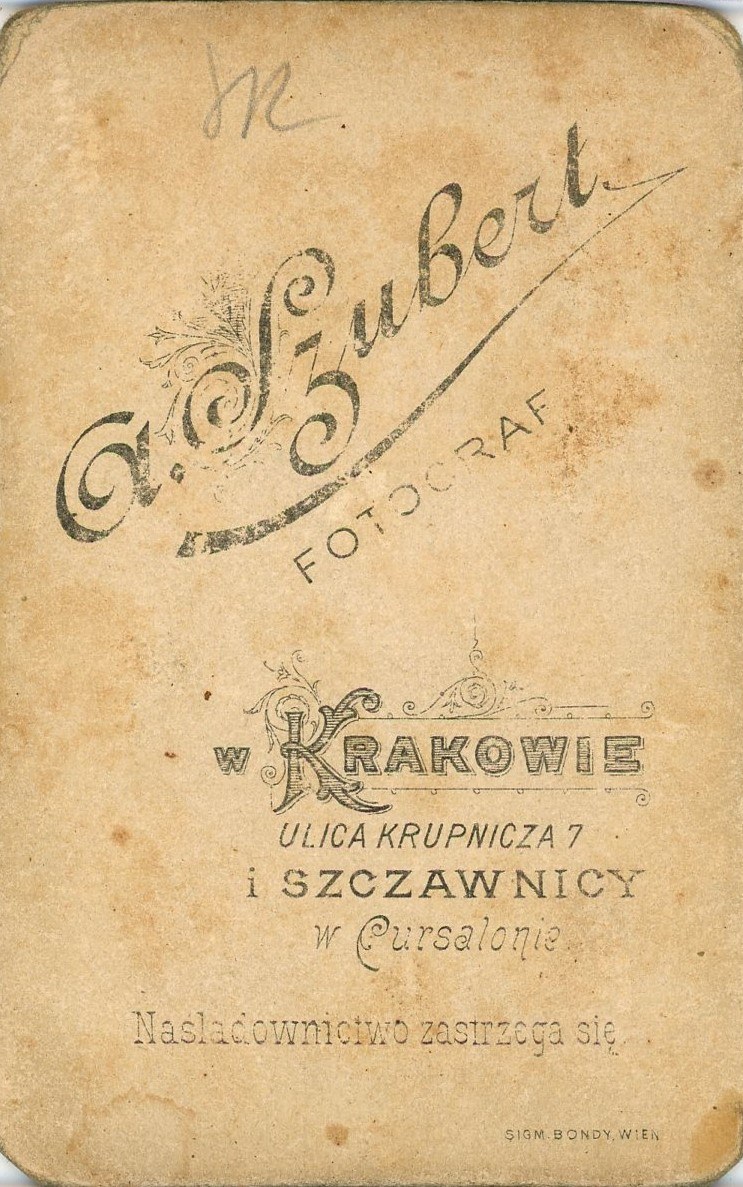 A. Szubert.
FOTOGRAF
w KRAKOWIE
ULICA KRUPNICZA 7
i SZCZAWNICY
w Cursalonie.
Naśladownictwo zastrzega się.
SIGM. BONDY, WIEN